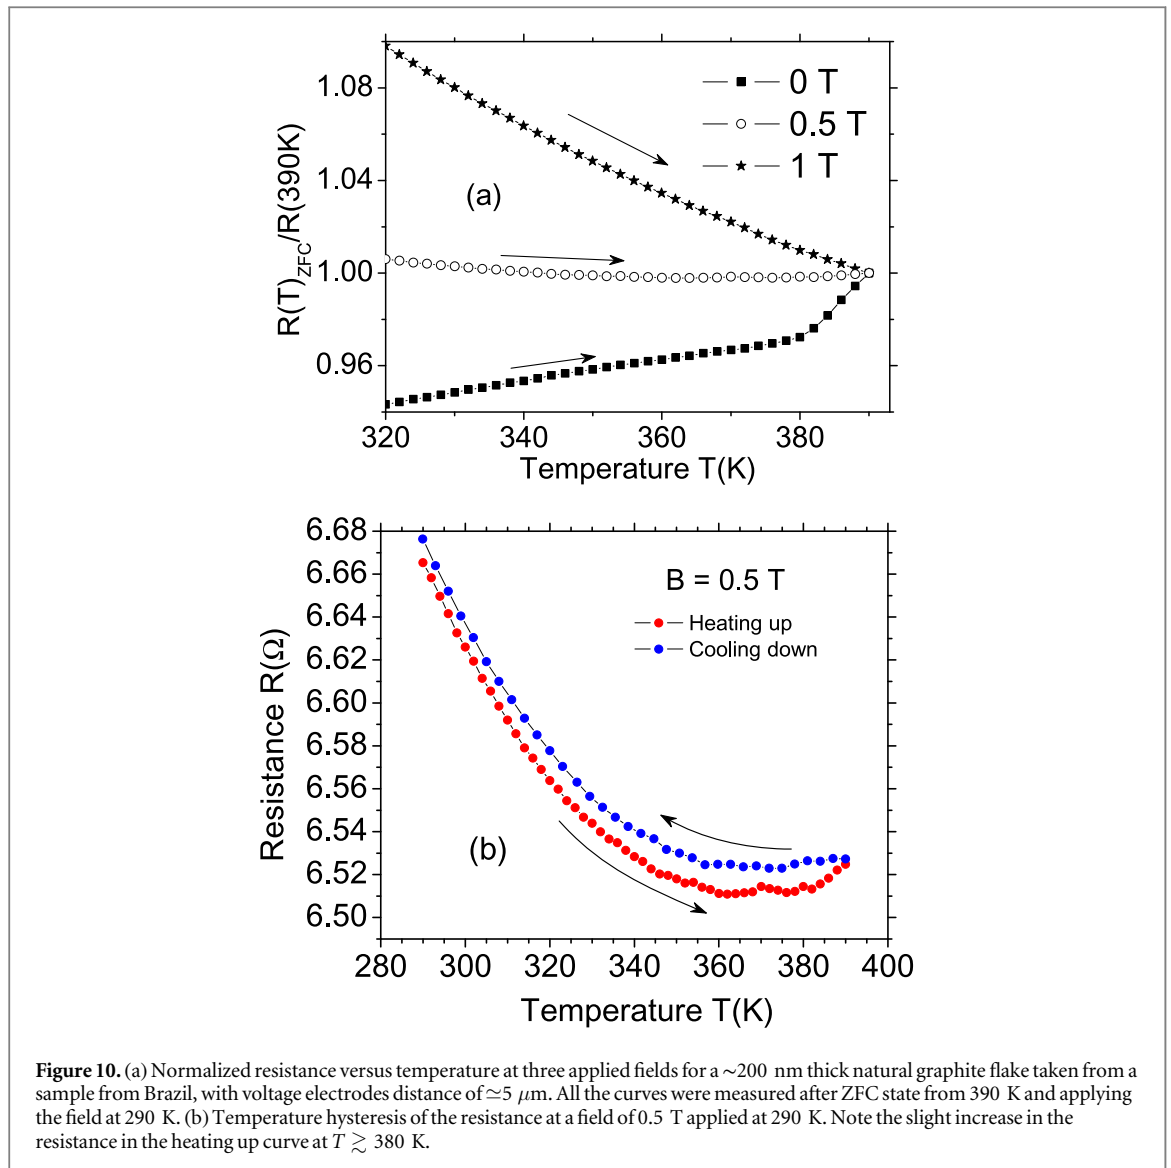 1.08
1.04
1.00
0.96
R(T)ZFC/R(390K)
0 T
0.5 T
1 T
(a)
320 340 360 380
Temperature T(K)
6.68
6.66
6.64
6.62
6.60
6.58
6.56
6.54
6.52
6.50
Resistance R(Ω)
B = 0.5 T
Heating up
Cooling down
(b)
280 300 320 340 360 380 400
Temperature T(K)
Figure 10. (a) Normalized resistance versus temperature at three applied fields for a ∼200 nm thick natural graphite flake taken from a
sample from Brazil, with voltage electrodes distance of ≃5 μm. All the curves were measured after ZFC state from 390 K and applying
the field at 290 K. (b) Temperature hysteresis of the resistance at a field of 0.5 T applied at 290 K. Note the slight increase in the
resistance in the heating up curve at T ≳ 380 K.